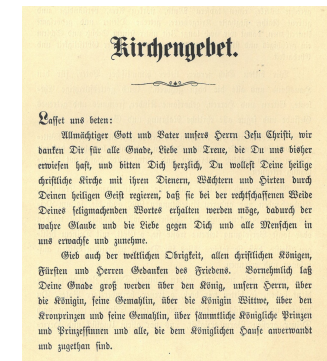 Kirchengebet.
Lasset uns beten:
Allmächtiger Gott und Vater unsers Herrn Jesu Christi, wir
danken Dir für alle Gnade, Liebe und Treue, die Du uns bisher
erwiesen hast, und bitten Dich herzlich, Du wollest Deine heilige
christliche Kirche mit ihren Dienern, Wächtern und Hirten durch
Deinen heiligen Geist regieren, daß sie bei der rechtschaffenen Weide
Deines seligmachenden Wortes erhalten werden möge, dadurch der
wahre Glaube und die Liebe gegen Dich und alle Menschen in
uns erwachse und zunehme.
Gieb auch der weltlichen Obrigkeit, allen christlichen Königen,
Fürsten und Herren Gedanken des Friedens. Vornehmlich laß
Deine Gnade groß werden über den König, unsern Herrn, über
die Königin, seine Gemahlin, über die Königin Wittwe, über den
Kronprinzen und seine Gemahlin, über sämmtliche Königliche Prinzen
und Prinzessinnen und alle, die dem Königlichen Hause anverwandt
und zugethan sind.